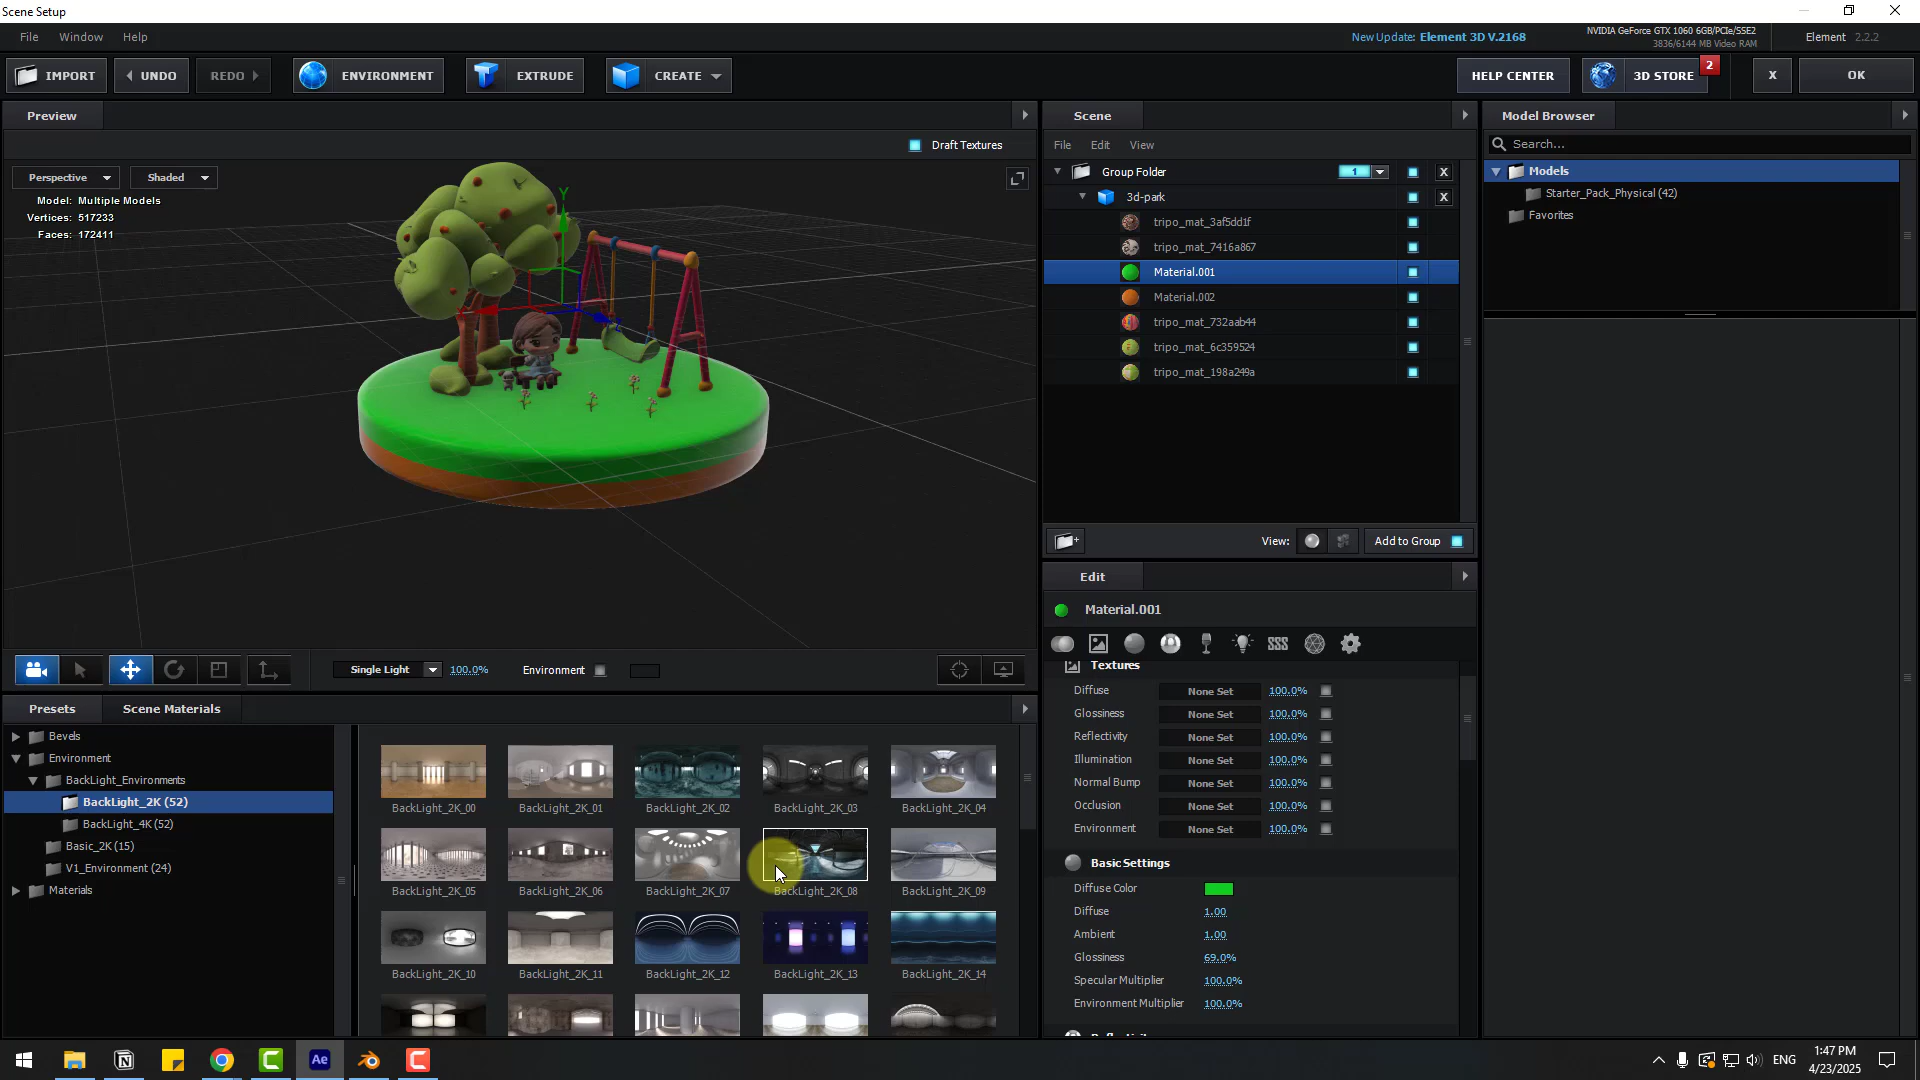 Scene Setup
File Window Help
New Update: Element 3D V.2168
NVIDIA GeForce GTX 1060 6GB/PCIe/SSE2
3836/6144 MB Video RAM
Element 2.2.2
IMPORT
UNDO
REDO
ENVIRONMENT
EXTRUDE
CREATE
HELP CENTER
3D STORE
2
X
OK
Preview
Draft Textures
Perspective
Shaded
Model: Multiple Models
Vertices: 517233
Faces: 172411
Y
Single Light
100.0%
Environment
Scene
File Edit View
Group Folder
1
X
3d-park
X
tripo_mat_3af5dd1f
tripo_mat_7416a867
Material.001
Material.002
tripo_mat_732aab44
tripo_mat_6c359524
tripo_mat_198a249a
View:
Add to Group
Model Browser
Search...
Models
Starter_Pack_Physical (42)
Favorites
Edit
Material.001
Textures
Diffuse None Set 100.0%
Glossiness None Set 100.0%
Reflectivity None Set 100.0%
Illumination None Set 100.0%
Normal Bump None Set 100.0%
Occlusion None Set 100.0%
Environment None Set 100.0%
Basic Settings
Diffuse Color
Diffuse 1.00
Ambient 1.00
Glossiness 69.0%
Specular Multiplier 100.0%
Environment Multiplier 100.0%
Presets
Scene Materials
Bevels
Environment
BackLight_Environments
BackLight_2K (52)
BackLight_4K (52)
Basic_2K (15)
V1_Environment (24)
Materials
BackLight_2K_00 BackLight_2K_01 BackLight_2K_02 BackLight_2K_03 BackLight_2K_04
BackLight_2K_05 BackLight_2K_06 BackLight_2K_07 BackLight_2K_08 BackLight_2K_09
BackLight_2K_10 BackLight_2K_11 BackLight_2K_12 BackLight_2K_13 BackLight_2K_14
Ae
ENG
1:47 PM
4/23/2025